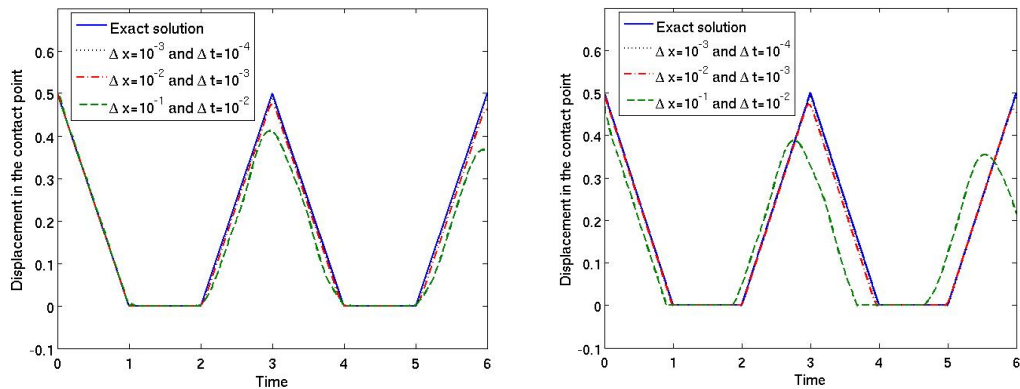 Exact solution
Δ x=10^-3 and Δ t=10^-4
Δ x=10^-2 and Δ t=10^-3
Δ x=10^-1 and Δ t=10^-2
0.6
0.5
0.4
0.3
0.2
0.1
0
-0.1
0 1 2 3 4 5 6
Time
Displacement in the contact point
Exact solution
Δ x=10^-3 and Δ t=10^-4
Δ x=10^-2 and Δ t=10^-3
Δ x=10^-1 and Δ t=10^-2
0.6
0.5
0.4
0.3
0.2
0.1
0
-0.1
0 1 2 3 4 5 6
Time
Displacement in the contact point